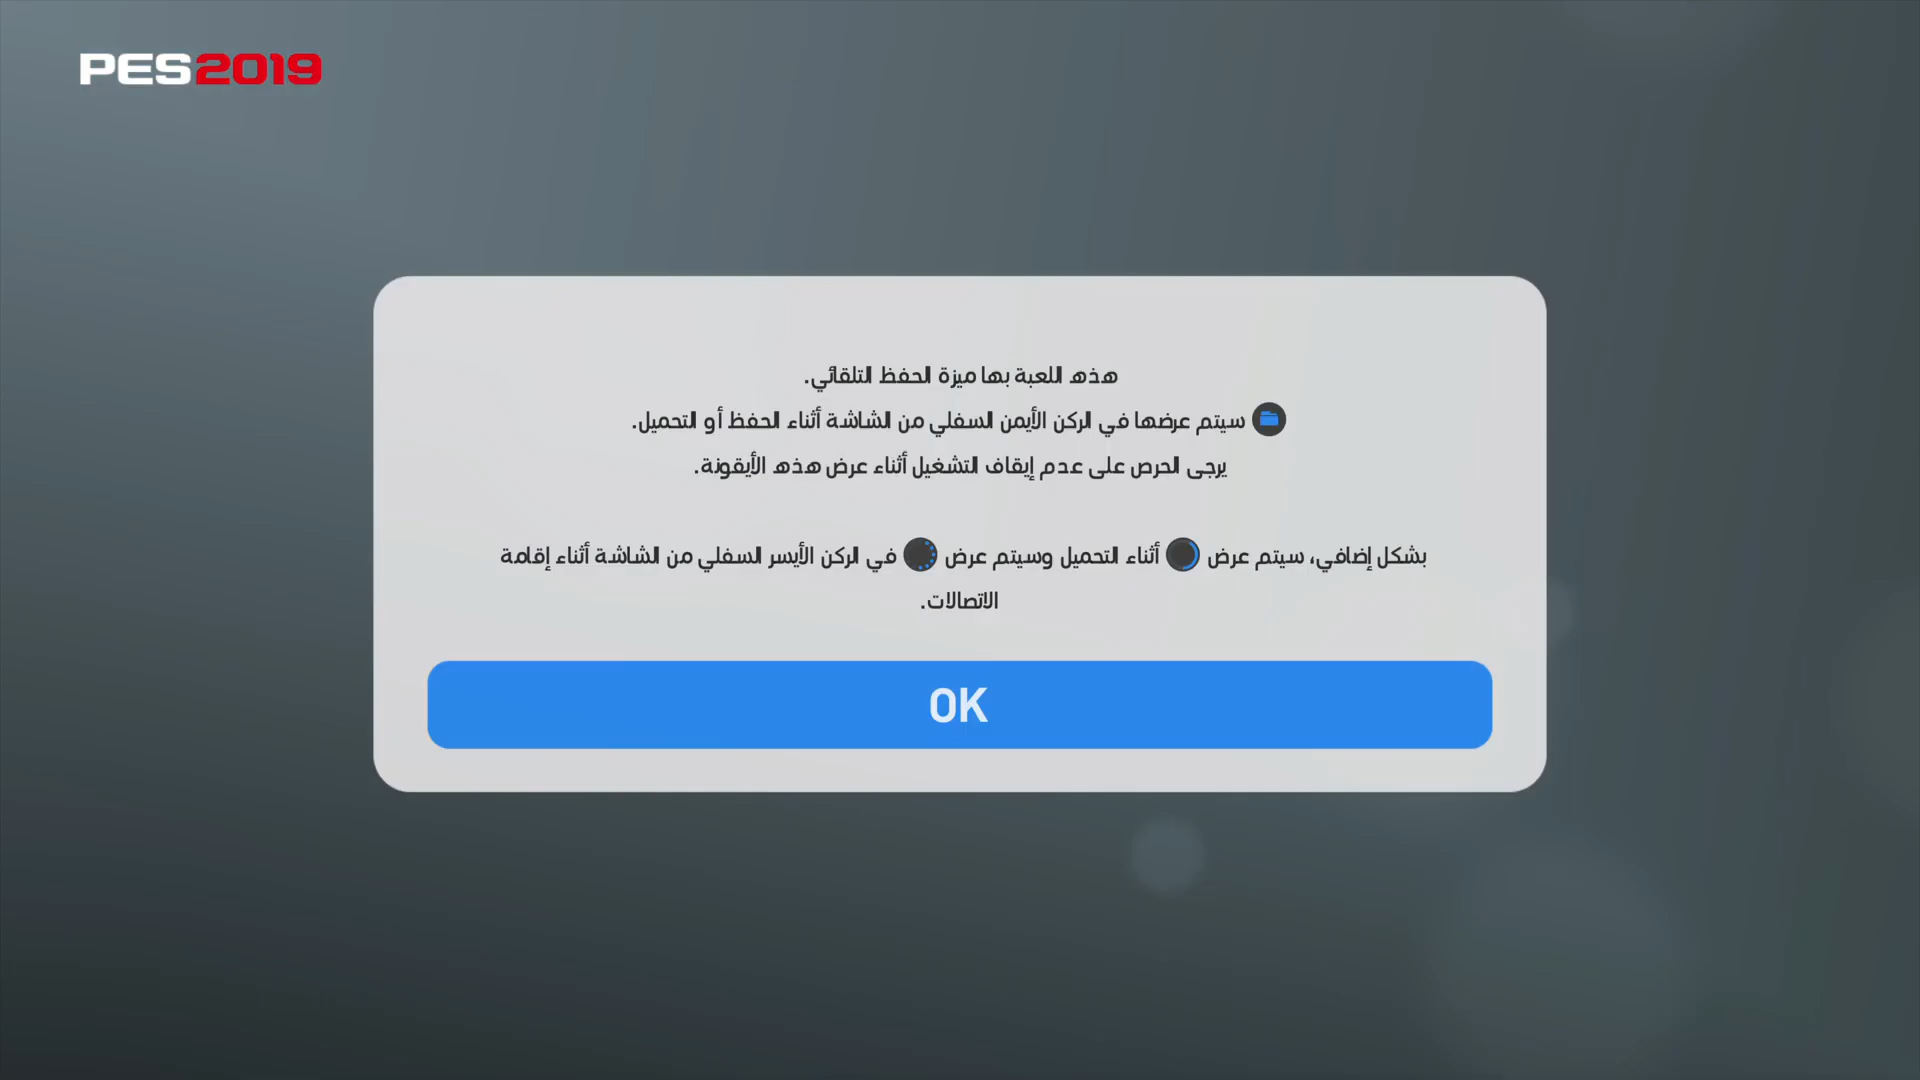 PES2019
هذه اللعبة بها ميزة الحفظ التلقائي.
سيتم عرضها في الركن الأيمن السفلي من الشاشة أثناء الحفظ أو التحميل.
يرجى الحرص على عدم إيقاف التشغيل أثناء عرض هذه الأيقونة.
بشكل إضافي، سيتم عرض أثناء التحميل وسيتم عرض في الركن الأيسر السفلي من الشاشة أثناء إقامة
الاتصالات.
OK